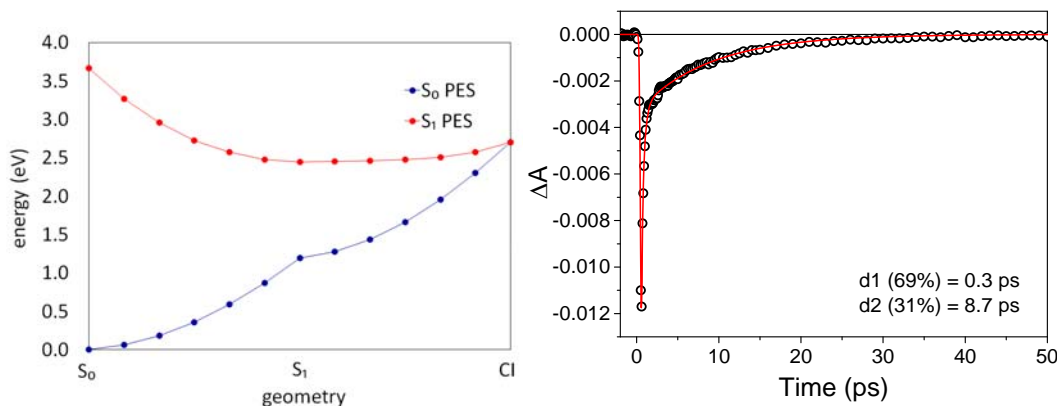 4.0
3.5
3.0
2.5
2.0
1.5
1.0
0.5
0.0
energy (eV)
S₀ PES
S₁ PES
S₀
S₁
CI
geometry
0.000
-0.002
-0.004
-0.006
-0.008
-0.010
-0.012
ΔA
d1 (69%) = 0.3 ps
d2 (31%) = 8.7 ps
0
10
20
30
40
50
Time (ps)